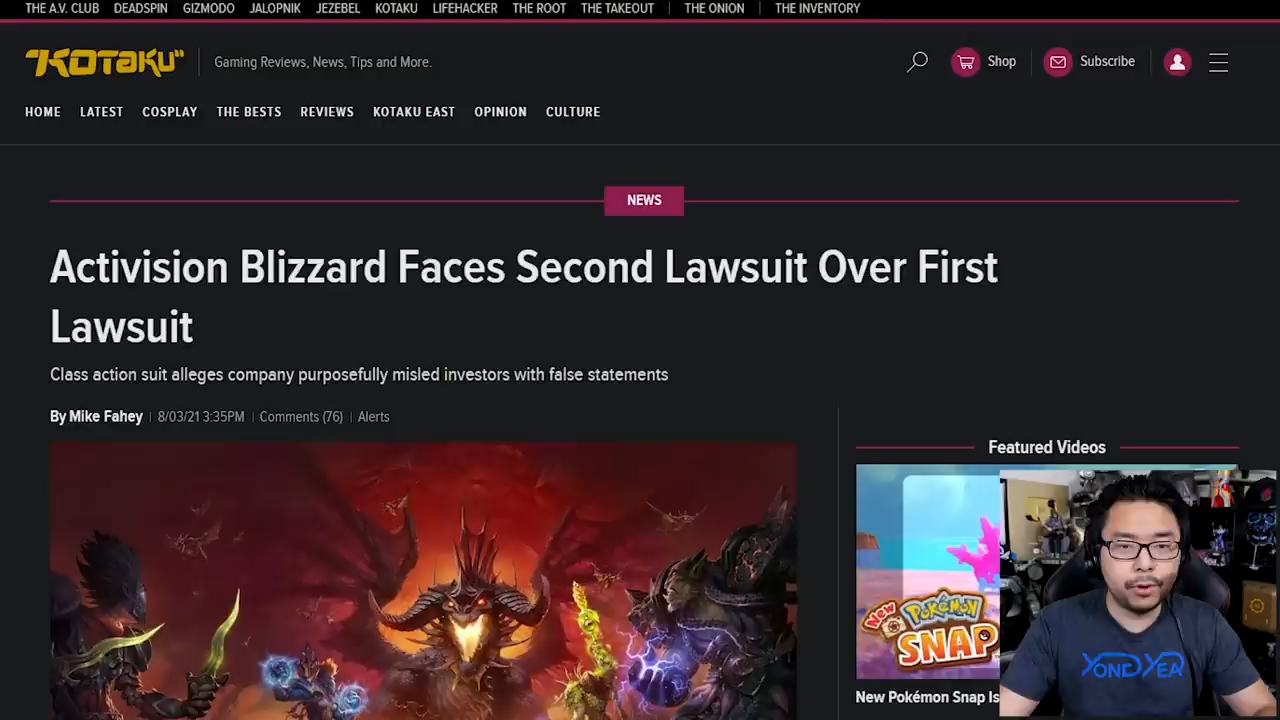 THE A.V. CLUB DEADSPIN GIZMODO JALOPNIK JEZEBEL KOTAKU LIFEHACKER THE ROOT THE TAKEOUT THE ONION THE INVENTORY
"KOTAKU" Gaming Reviews, News, Tips and More. Shop Subscribe
HOME LATEST COSPLAY THE BESTS REVIEWS KOTAKU EAST OPINION CULTURE
NEWS
Activision Blizzard Faces Second Lawsuit Over First
Lawsuit
Class action suit alleges company purposefully misled investors with false statements
By Mike Fahey 8/03/21 3:35PM Comments (76) Alerts
Featured Videos
New Pokémon
SNAP
YONGYEA
New Pokémon Snap Is